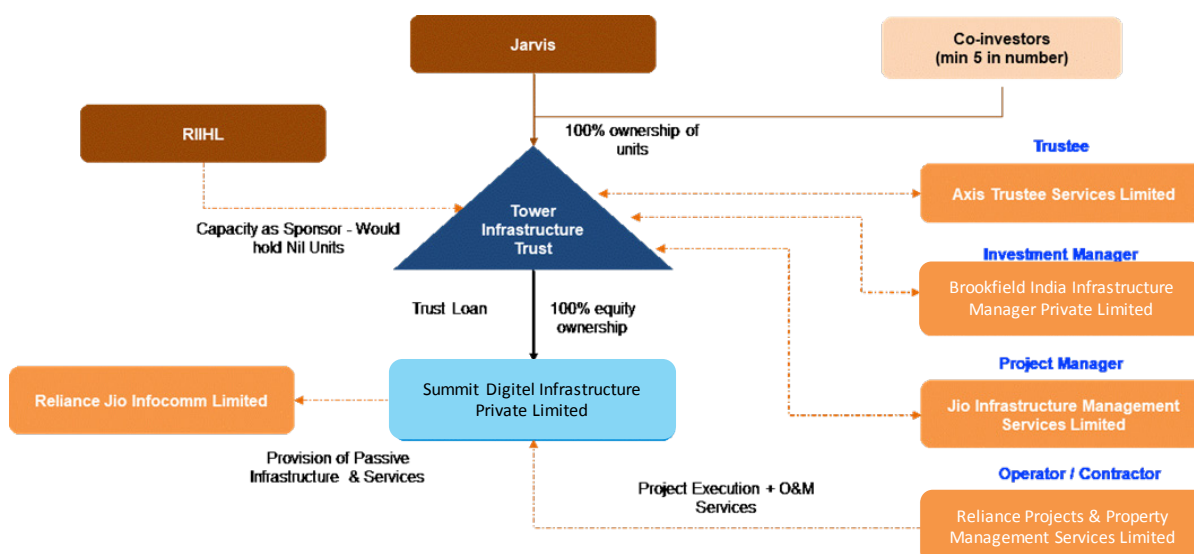 Jarvis
Co-investors
(min 5 in number)
RIIHL
100% ownership of
units
Trustee
Axis Trustee Services Limited
Tower
Infrastructure
Trust
Capacity as Sponsor - Would
hold Nil Units
Investment Manager
Brookfield India Infrastructure
Manager Private Limited
Trust Loan
100% equity
ownership
Project Manager
Jio Infrastructure Management
Services Limited
Summit Digitel Infrastructure
Private Limited
Reliance Jio Infocomm Limited
Provision of Passive
Infrastructure & Services
Project Execution + O&M
Services
Operator / Contractor
Reliance Projects & Property
Management Services Limited